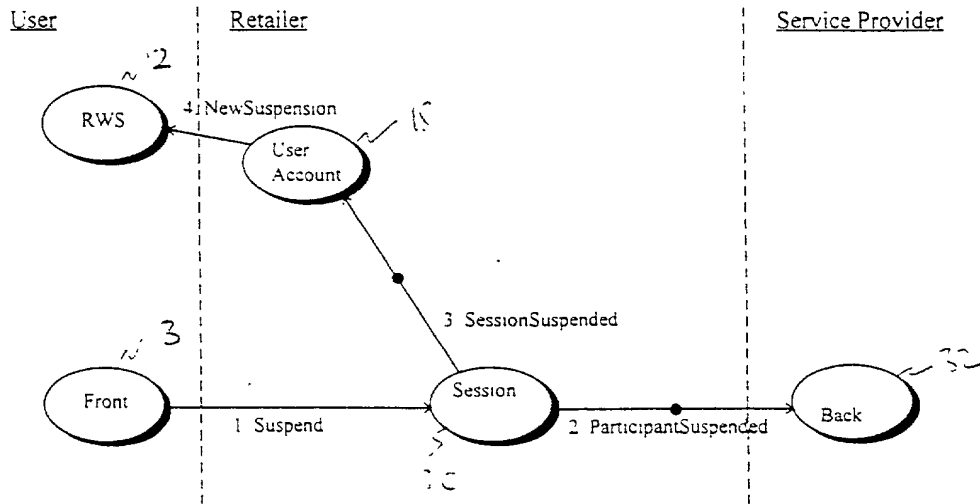 User
Retailer
Service Provider
2
RWS
4 NewSuspension
User
Account
3 SessionSuspended
3
Front
Session
32
Back
1 Suspend
2 ParticipantSuspended